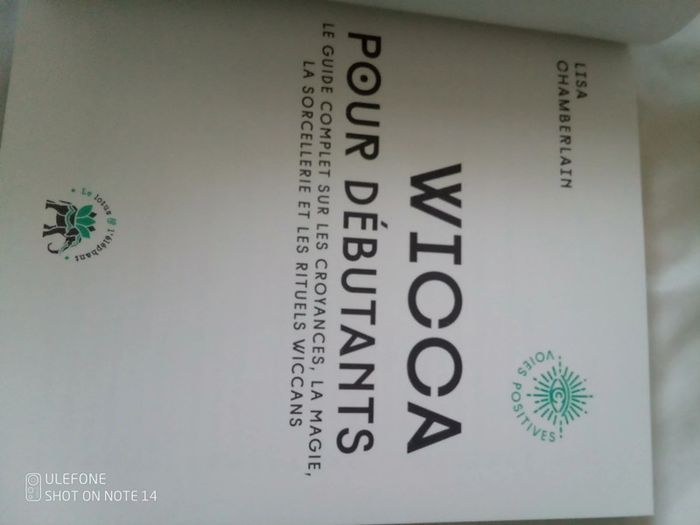 LISA
CHAMBERLAIN
VOIES POSITIVES
WICCA
POUR DÉBUTANTS
LE GUIDE COMPLET SUR LES CROYANCES, LA MAGIE,
LA SORCELLERIE ET LES RITUELS WICCANS
Le lotus & l'éléphant
ULEFONE
SHOT ON NOTE 14